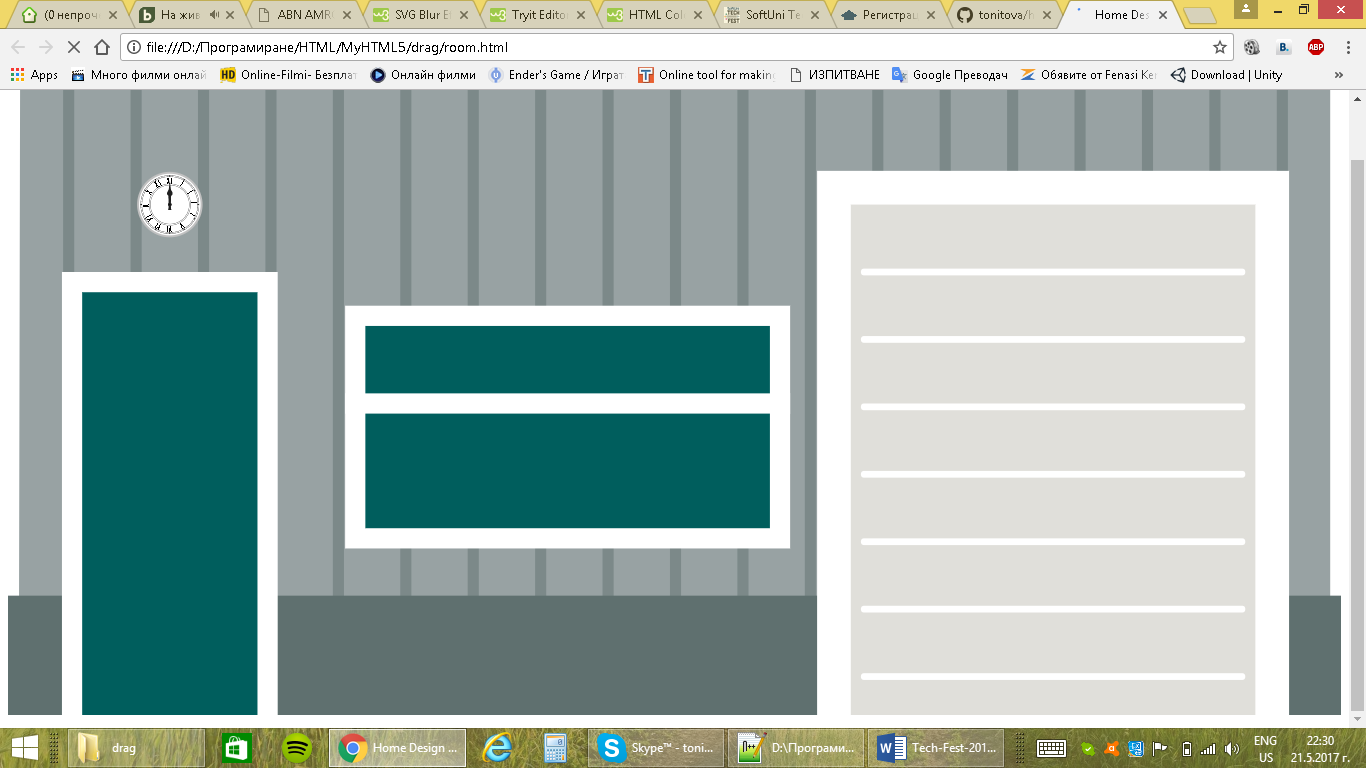 (0 непроч
На жив
ABN AMR
SVG Blur E
Tryit Edito
HTML Col
SoftUni Te
Регистрац
tonitova/h
Home Des
file:///D:/Програмиране/HTML/MyHTML5/drag/room.html
Apps
Много филми онлай
Online-Filmi- Бъплат
Онлайн филми
Ender's Game / Играт
Online tool for making
ИЗПИТВАНЕ
Google Преводач
Обявите от Fenasi Ke
Download | Unity
»
drag
Home Design ...
Skype™ - toni...
D:\Програми...
Tech-Fest-201...
ENG
US
22:30
21.5.2017 г.